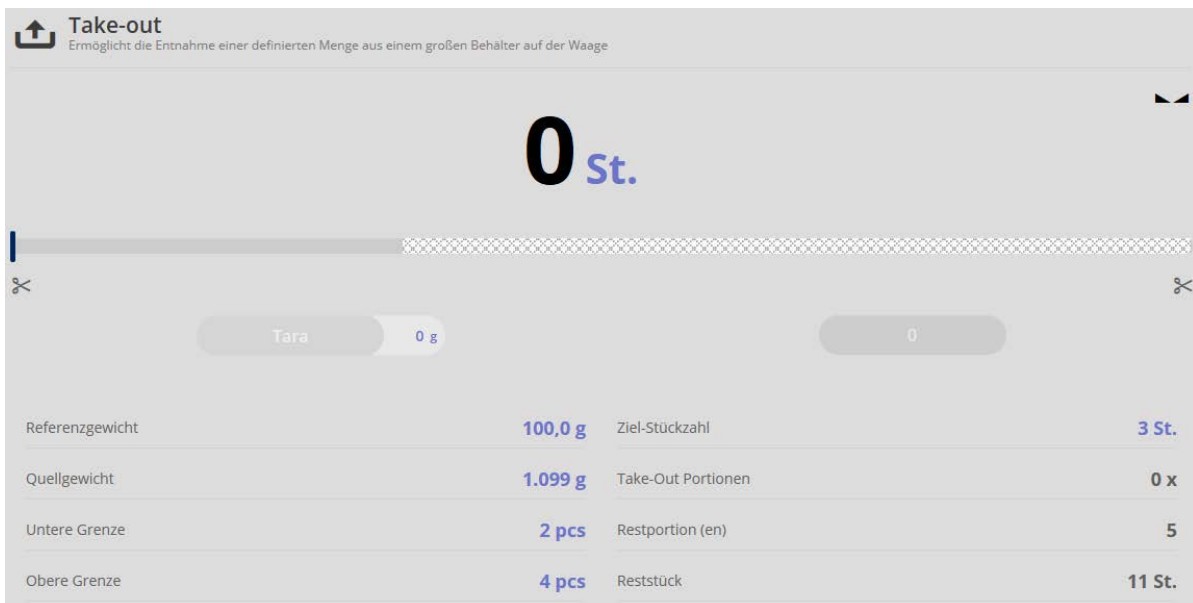 Take-out
Ermöglicht die Entnahme einer definierten Menge aus einem großen Behälter auf der Waage
0 St.
Tara 0 g 0
Referenzgewicht 100,0 g Ziel-Stückzahl 3 St.
Quellgewicht 1.099 g Take-Out Portionen 0 x
Untere Grenze 2 pcs Restportion (en) 5
Obere Grenze 4 pcs Reststück 11 St.